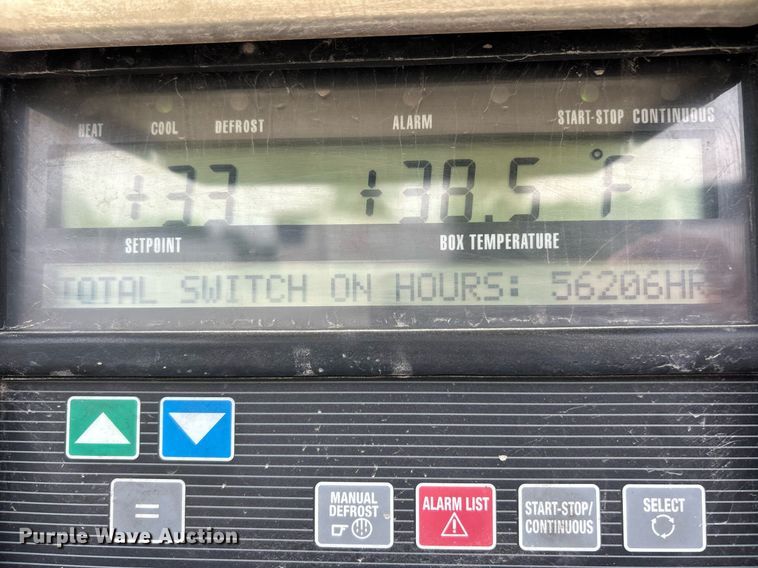 HEAT COOL DEFROST ALARM START-STOP CONTINUOUS
+33 +38.5 °F
SETPOINT BOX TEMPERATURE
TOTAL SWITCH ON HOURS: 56206HR
=
MANUAL
DEFROST
ALARM LIST
START-STOP/
CONTINUOUS
SELECT
Purple Wave Auction